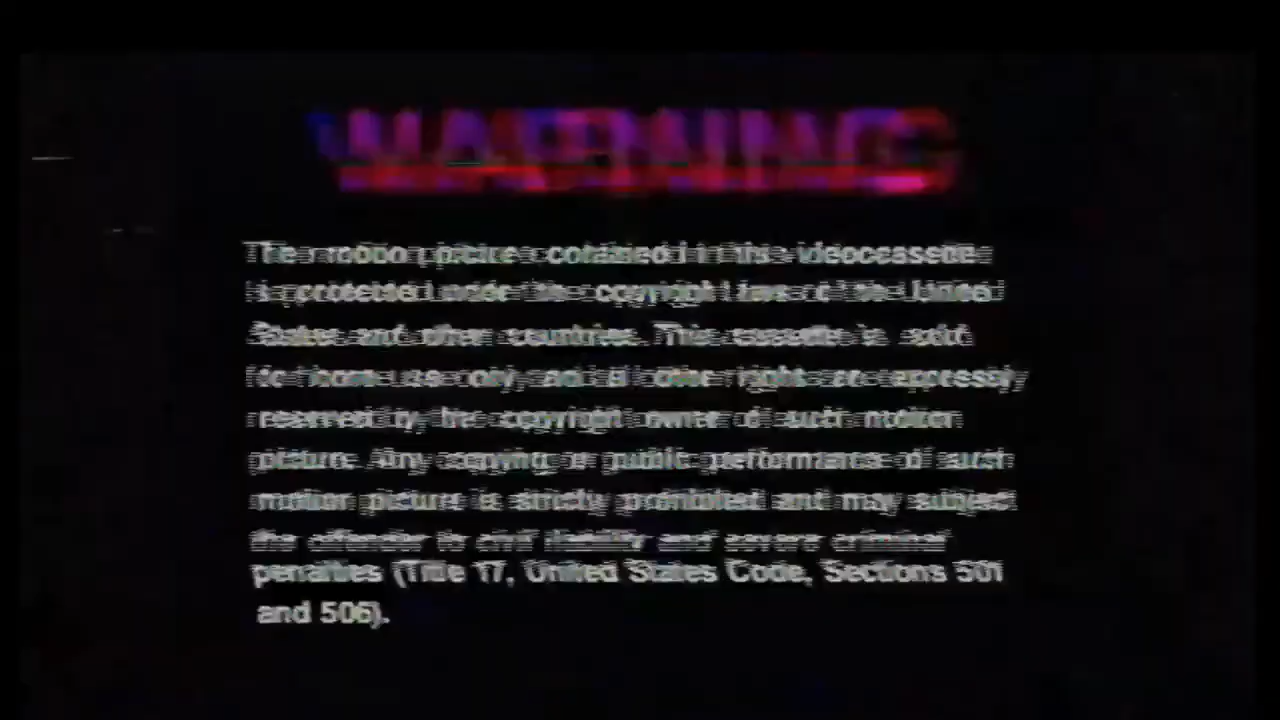 WARNING
The motion picture contained in this videocassette
is protected under the copyright laws of the United
States and other countries. This cassette is sold
for home use only and all other rights are expressly
reserved by the copyright owner of such motion
picture. Any copying or public performance of such
motion picture is strictly prohibited and may subject
the offender to civil liability and severe criminal
penalties (Title 17, United States Code, Sections 501
and 506).